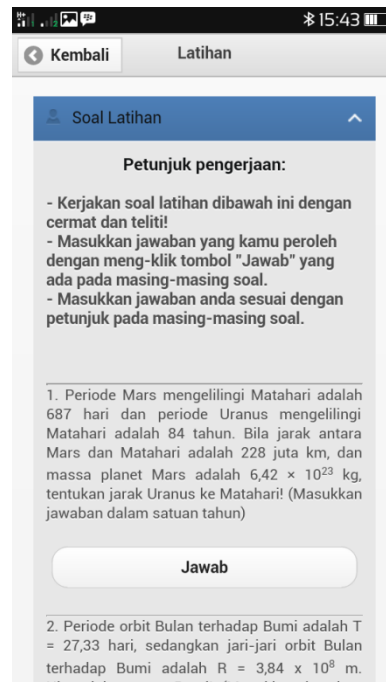 15:43
Kembali
Latihan
Soal Latihan
Petunjuk pengerjaan:
- Kerjakan soal latihan dibawah ini dengan
cermat dan teliti!
- Masukkan jawaban yang kamu peroleh
dengan meng-klik tombol "Jawab" yang
ada pada masing-masing soal.
- Masukkan jawaban anda sesuai dengan
petunjuk pada masing-masing soal.
1. Periode Mars mengelilingi Matahari adalah
687 hari dan periode Uranus mengelilingi
Matahari adalah 84 tahun. Bila jarak antara
Mars dan Matahari adalah 228 juta km, dan
massa planet Mars adalah 6,42 × 10²³ kg,
tentukan jarak Uranus ke Matahari! (Masukkan
jawaban dalam satuan tahun)
Jawab
2. Periode orbit Bulan terhadap Bumi adalah T
= 27,33 hari, sedangkan jari-jari orbit Bulan
terhadap Bumi adalah R = 3,84 x 10⁸ m.